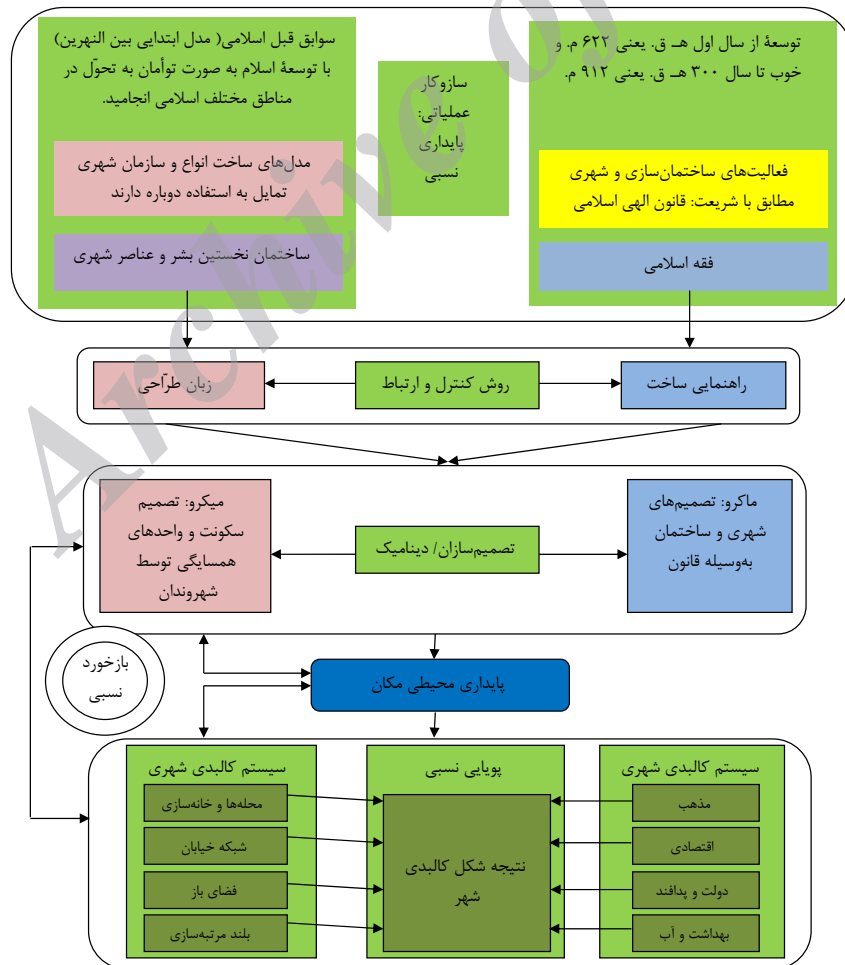 توسعۀ از سال اول هـ ق. یعنی ۶۲۲ م. و
خوب تا سال ۳۰۰ هـ ق. یعنی ۹۱۲ م.
فعالیت‌های ساختمان‌سازی و شهری
مطابق با شریعت: قانون الهی اسلامی
فقه اسلامی
سازوکار
عملیاتی:
پایداری
نسبی
سوابق قبل اسلامی( مدل ابتدایی بین النهرین)
با توسعۀ اسلام به صورت توأمان به تحوّل در
مناطق مختلف اسلامی انجامید.
مدل‌های ساخت انواع و سازمان شهری
تمایل به استفاده دوباره دارند
ساختمان نخستین بشر و عناصر شهری
راهنمایی ساخت
روش کنترل و ارتباط
زبان طرّاحی
ماکرو: تصمیم‌های
شهری و ساختمان
به‌وسیله قانون
تصمیم‌سازان/ دینامیک
میکرو: تصمیم
سکونت و واحدهای
همسایگی توسط
شهروندان
بازخورد
نسبی
پایداری محیطی مکان
سیستم کالبدی شهری
مذهب
اقتصادی
دولت و پدافند
بهداشت و آب
پویایی نسبی
نتیجه شکل کالبدی
شهر
سیستم کالبدی شهری
محله‌ها و خانه‌سازی
شبکه خیابان
فضای باز
بلند مرتبه‌سازی
Archive of